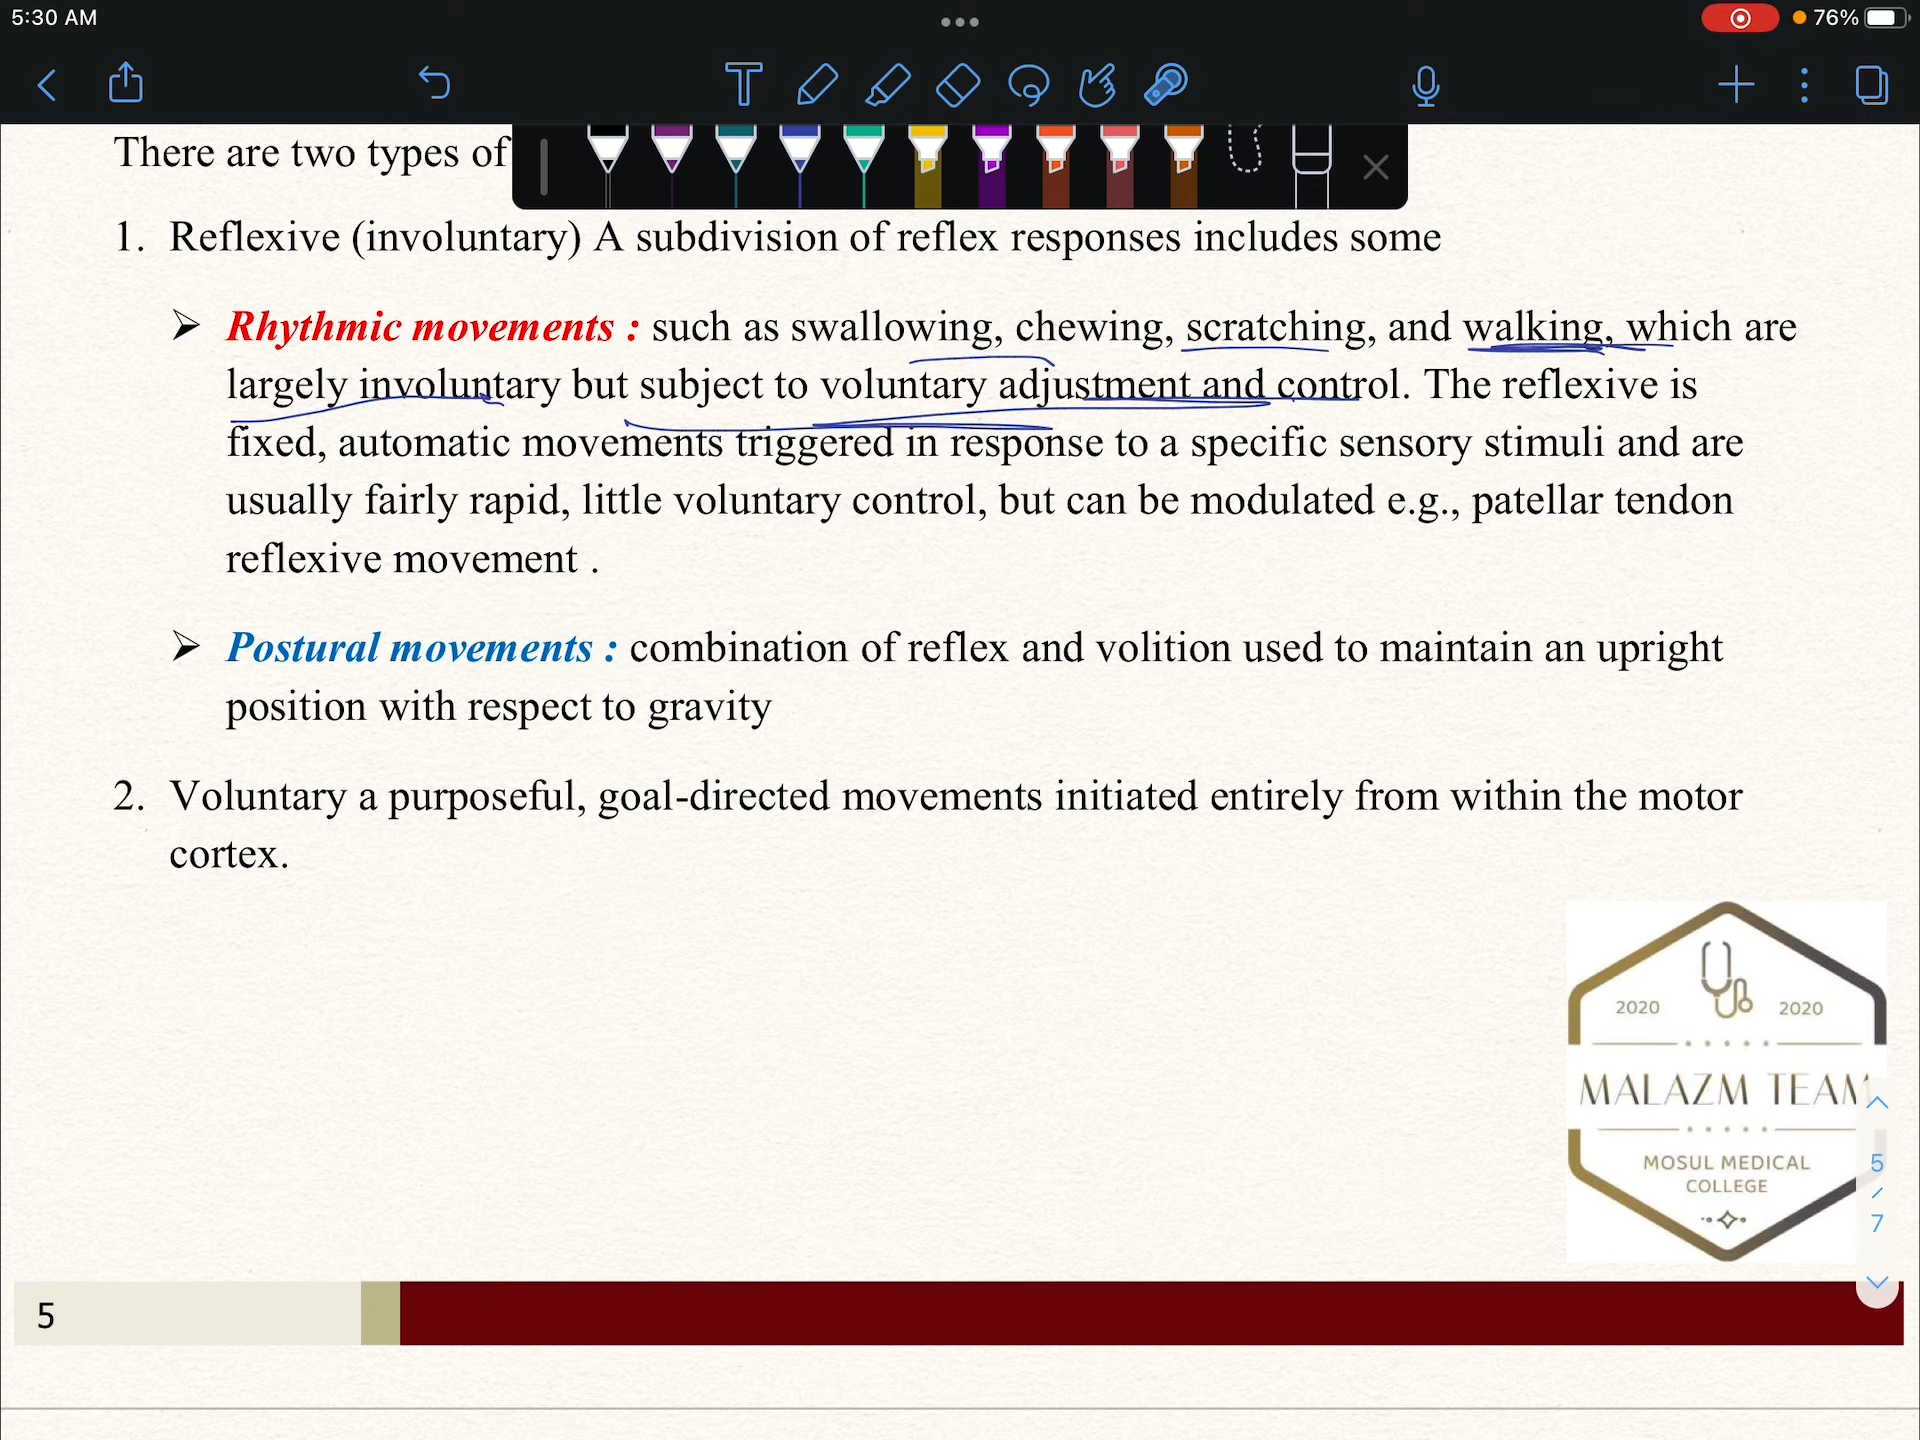 5:30 AM
76%
There are two types of
1. Reflexive (involuntary) A subdivision of reflex responses includes some
➢ Rhythmic movements : such as swallowing, chewing, scratching, and walking, which are
largely involuntary but subject to voluntary adjustment and control. The reflexive is
fixed, automatic movements triggered in response to a specific sensory stimuli and are
usually fairly rapid, little voluntary control, but can be modulated e.g., patellar tendon
reflexive movement .
➢ Postural movements : combination of reflex and volition used to maintain an upright
position with respect to gravity
2. Voluntary a purposeful, goal-directed movements initiated entirely from within the motor
cortex.
2020 2020
MALAZM TEAM
MOSUL MEDICAL
COLLEGE
5
/
7
5